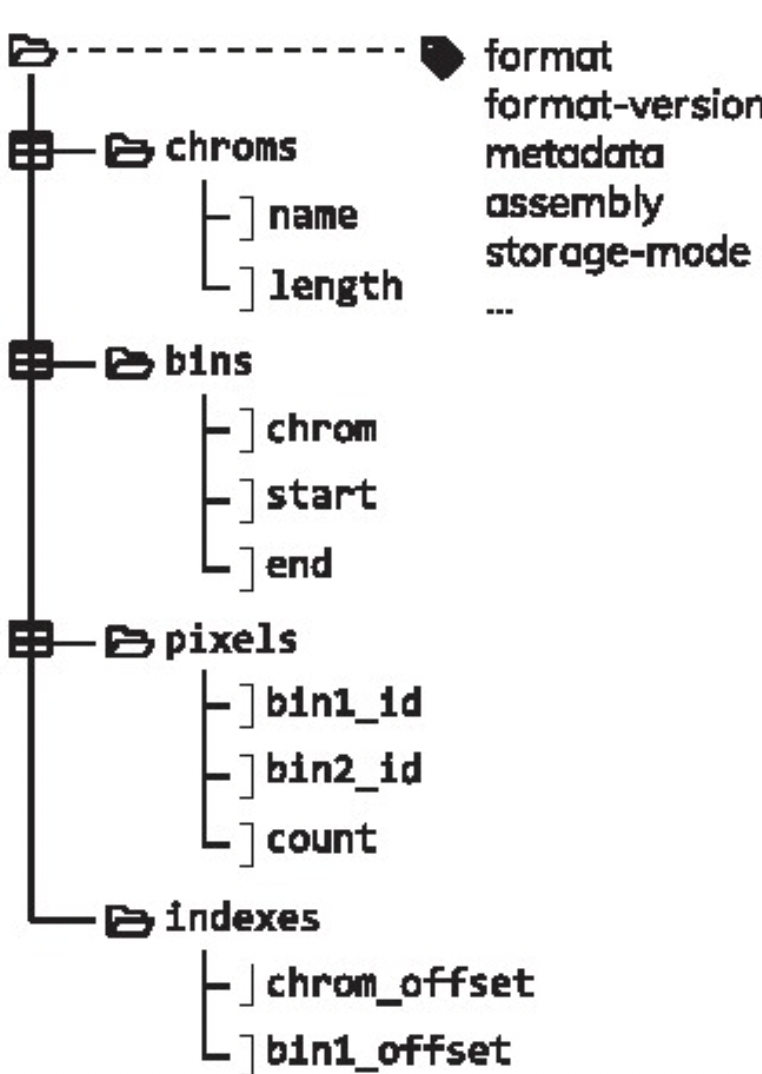 format
format-version
metadata
assembly
storage-mode
...
chroms
name
length
bins
chrom
start
end
pixels
bin1_id
bin2_id
count
indexes
chrom_offset
bin1_offset